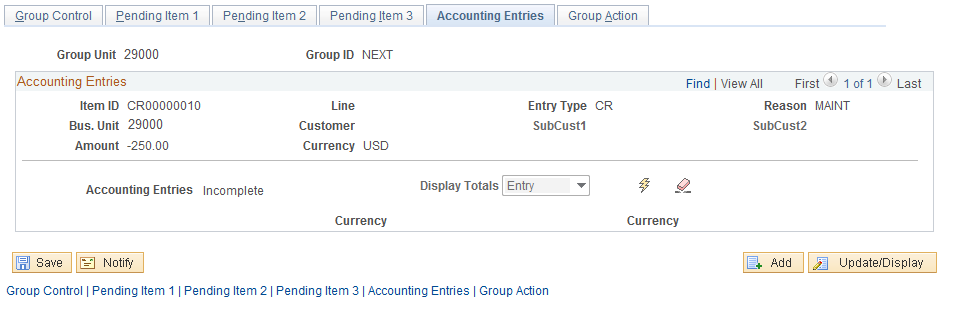 Group Control Pending Item 1 Pending Item 2 Pending Item 3 Accounting Entries Group Action
Group Unit 29000 Group ID NEXT
Accounting Entries Find | View All First 1 of 1 Last
Item ID CR00000010 Line Entry Type CR Reason MAINT
Bus. Unit 29000 Customer SubCust1 SubCust2
Amount -250.00 Currency USD
Accounting Entries Incomplete Display Totals Entry
Currency Currency
Save Notify Add Update/Display
Group Control | Pending Item 1 | Pending Item 2 | Pending Item 3 | Accounting Entries | Group Action